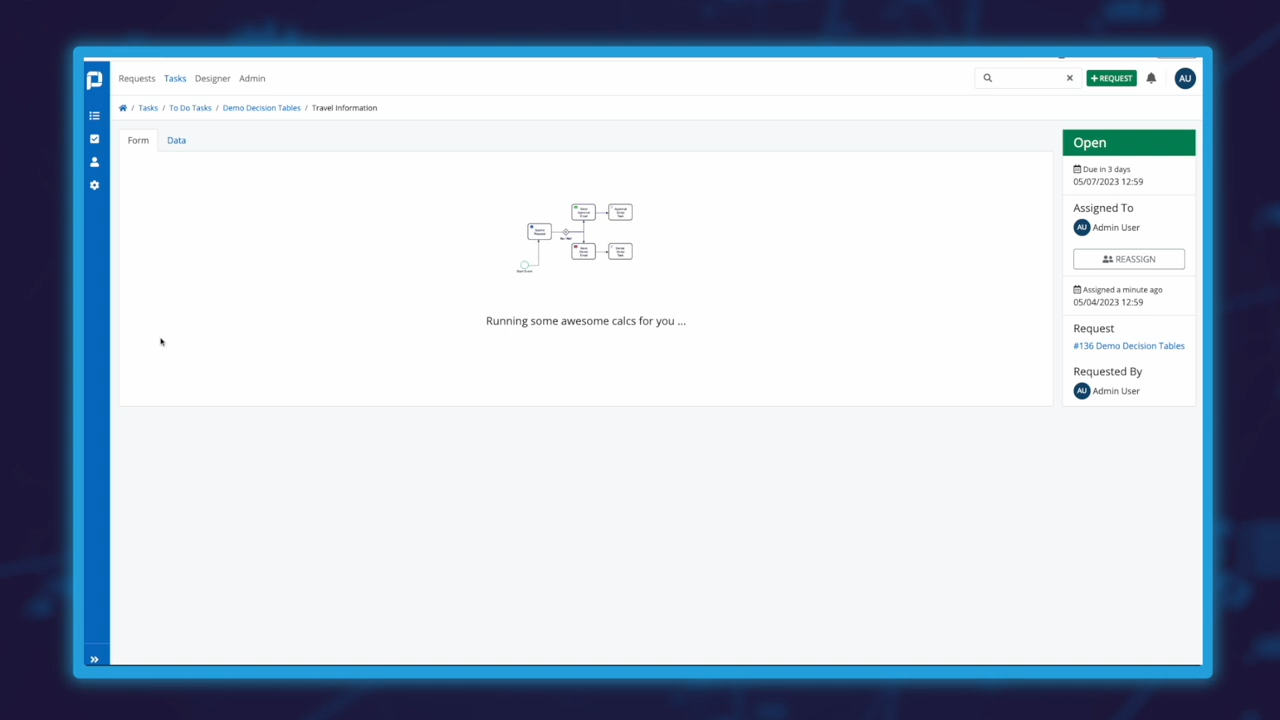 Requests Tasks Designer Admin
+ REQUEST
AU
/ Tasks / To Do Tasks / Demo Decision Tables / Travel Information
Form Data
Running some awesome calcs for you ...
Open
Due in 3 days
05/07/2023 12:59
Assigned To
AU Admin User
REASSIGN
Assigned a minute ago
05/04/2023 12:59
Request
#136 Demo Decision Tables
Requested By
AU Admin User